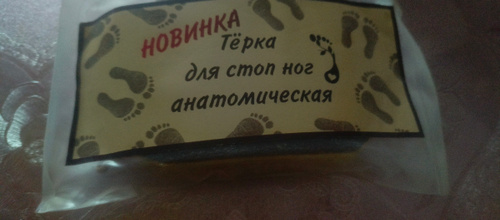 НОВИНКА
Тёрка
для стоп ног
анатомическая